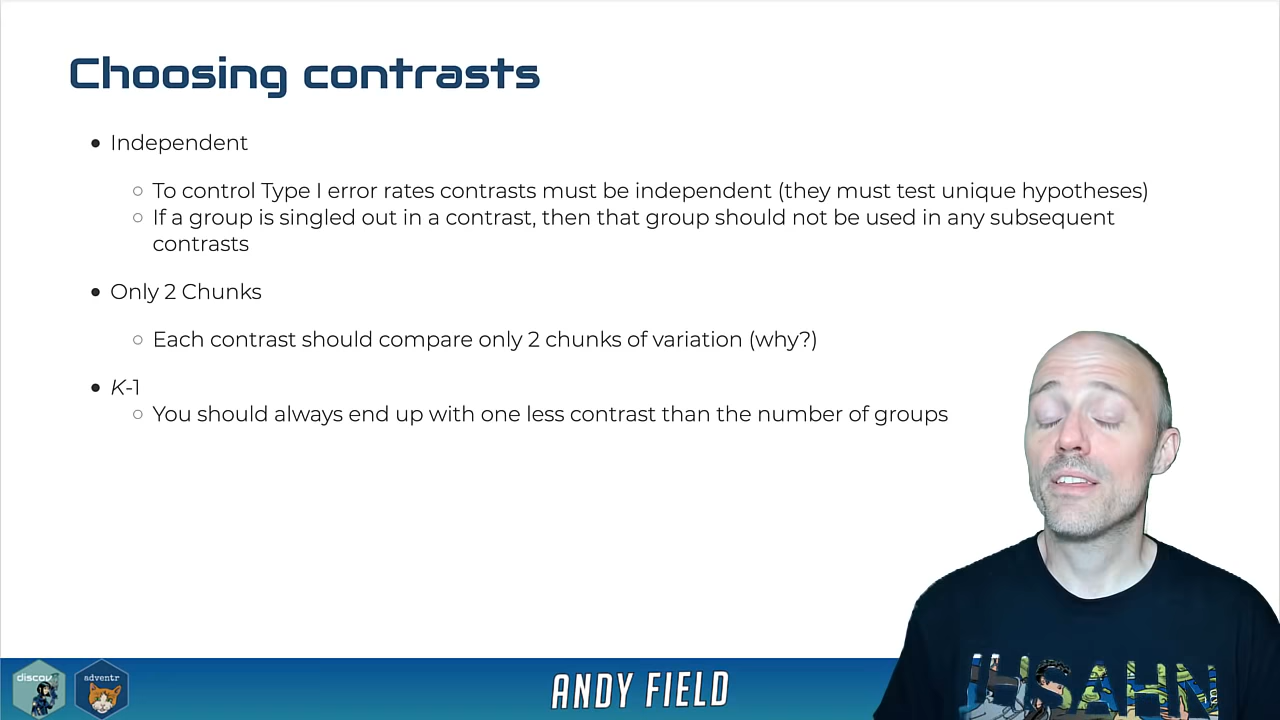 Choosing contrasts
• Independent
○ To control Type I error rates contrasts must be independent (they must test unique hypotheses)
○ If a group is singled out in a contrast, then that group should not be used in any subsequent
contrasts
• Only 2 Chunks
○ Each contrast should compare only 2 chunks of variation (why?)
• K-1
○ You should always end up with one less contrast than the number of groups
adventr
ANDY FIELD